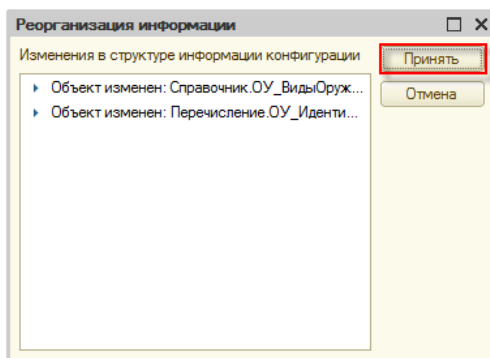 Реорганизация информации
Изменения в структуре информации конфигурации
Принять
Объект изменен: Справочник.ОУ_ВидыОруж...
Отмена
Объект изменен: Перечисление.ОУ_Иденти...